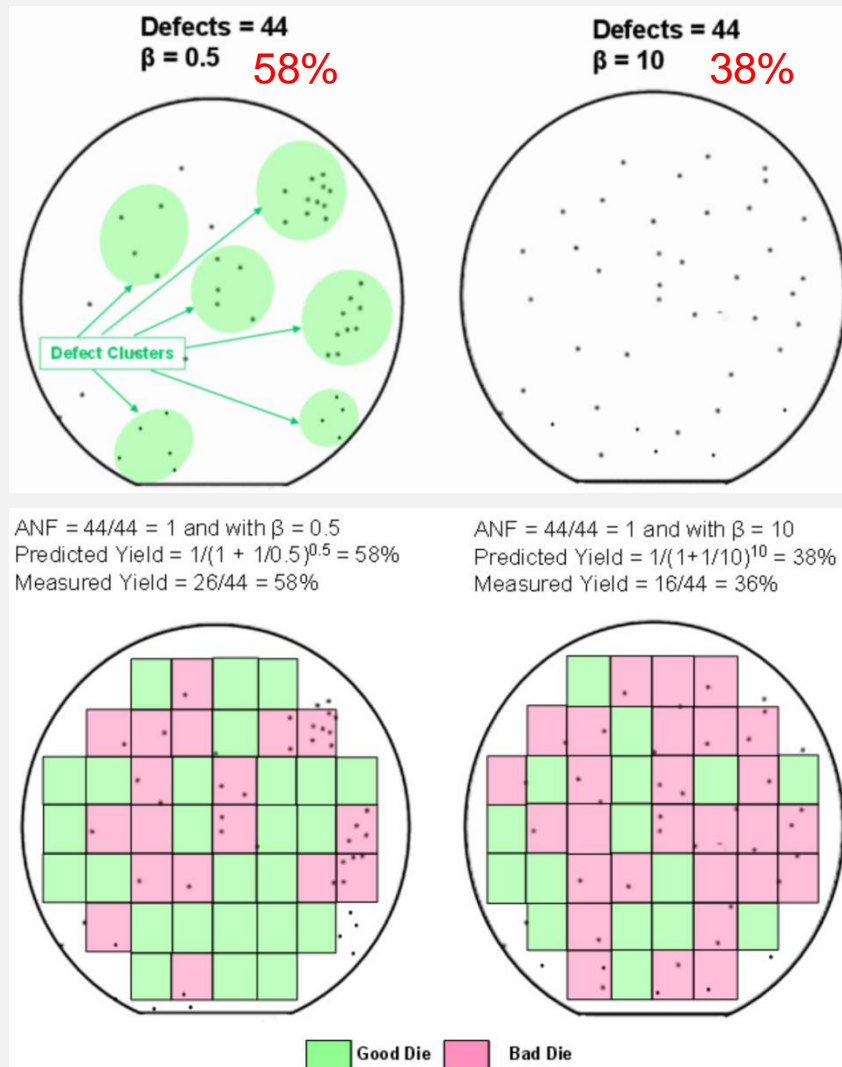 Defects = 44
β = 0.5 58%
Defects = 44
β = 10 38%
Defect Clusters
ANF = 44/44 = 1 and with β = 0.5
Predicted Yield = 1/(1 + 1/0.5)^0.5 = 58%
Measured Yield = 26/44 = 58%
ANF = 44/44 = 1 and with β = 10
Predicted Yield = 1/(1+1/10)^10 = 38%
Measured Yield = 16/44 = 36%
Good Die
Bad Die